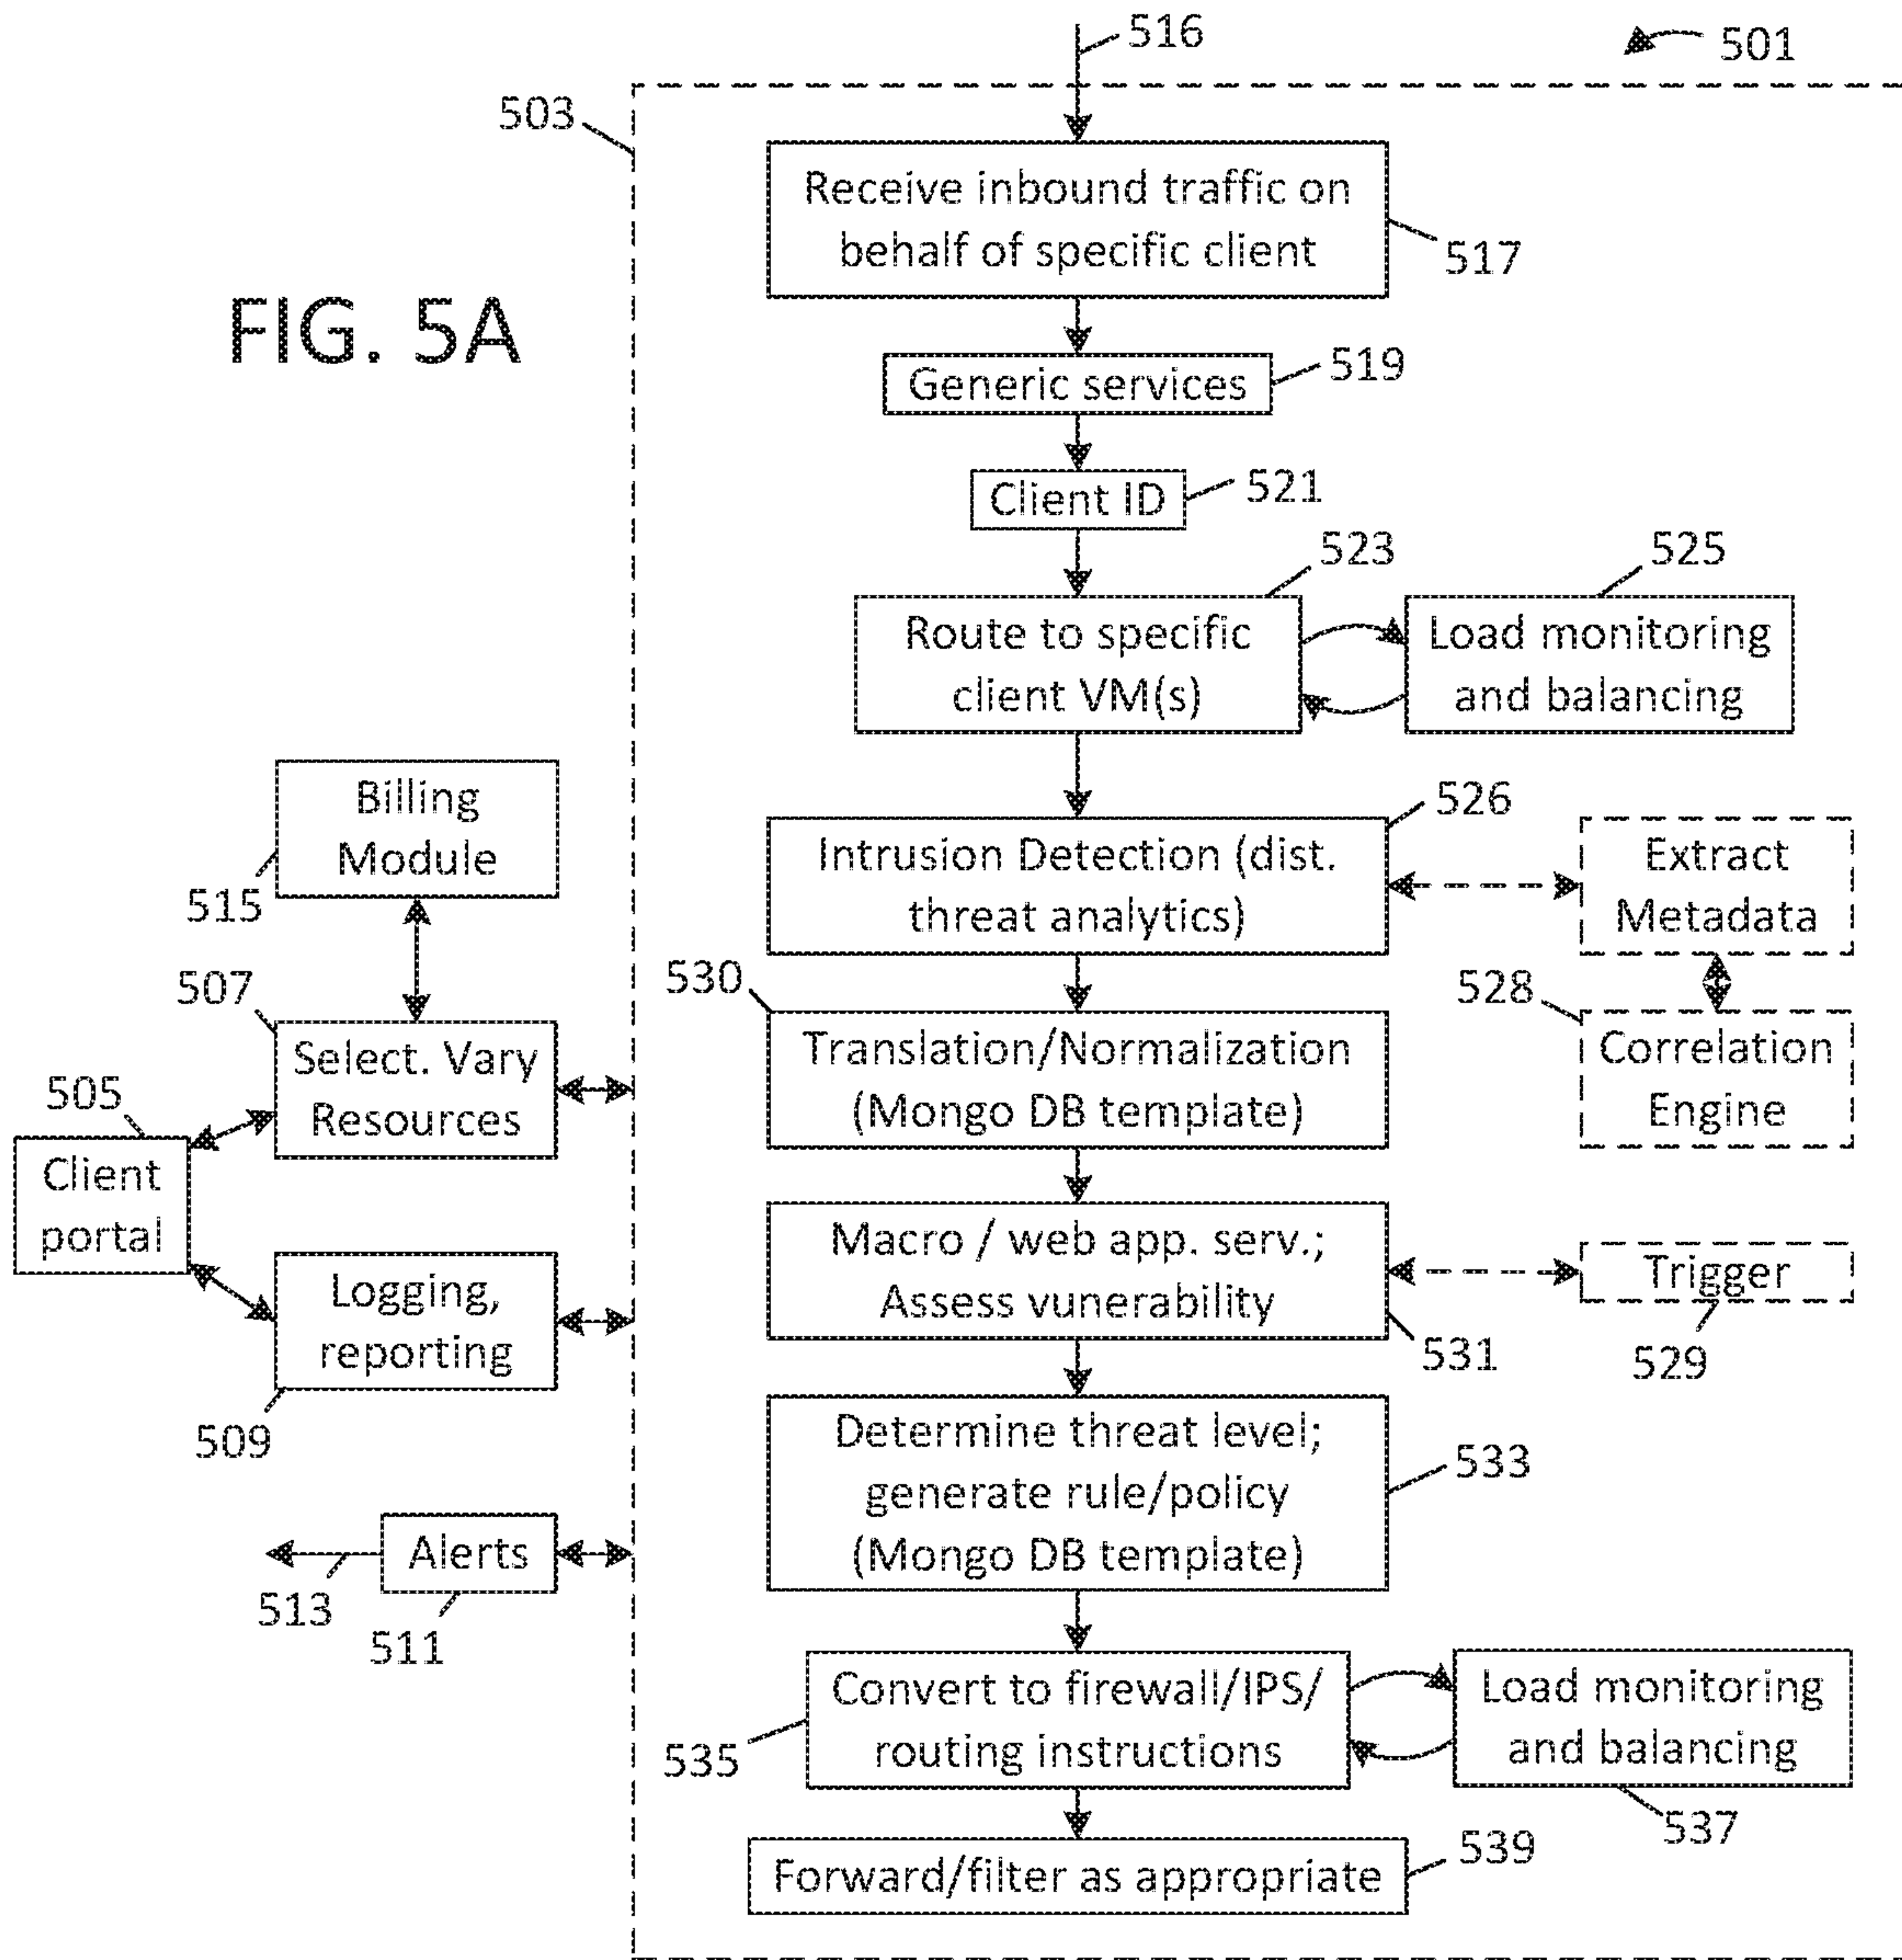 516
501
503
Receive inbound traffic on
behalf of specific client
517
FIG. 5A
Generic services
519
Client ID
521
523
525
Route to specific
client VM(s)
Load monitoring
and balancing
Billing
Module
515
526
Intrusion Detection (dist.
threat analytics)
Extract
Metadata
507
530
528
Select. Vary
Resources
Translation/Normalization
(Mongo DB template)
Correlation
Engine
505
Client
portal
Macro / web app. serv.;
Assess vunerability
531
Trigger
529
Logging,
reporting
509
Determine threat level;
generate rule/policy
(Mongo DB template)
533
Alerts
513
511
Convert to firewall/IPS/
routing instructions
535
Load monitoring
and balancing
537
Forward/filter as appropriate
539